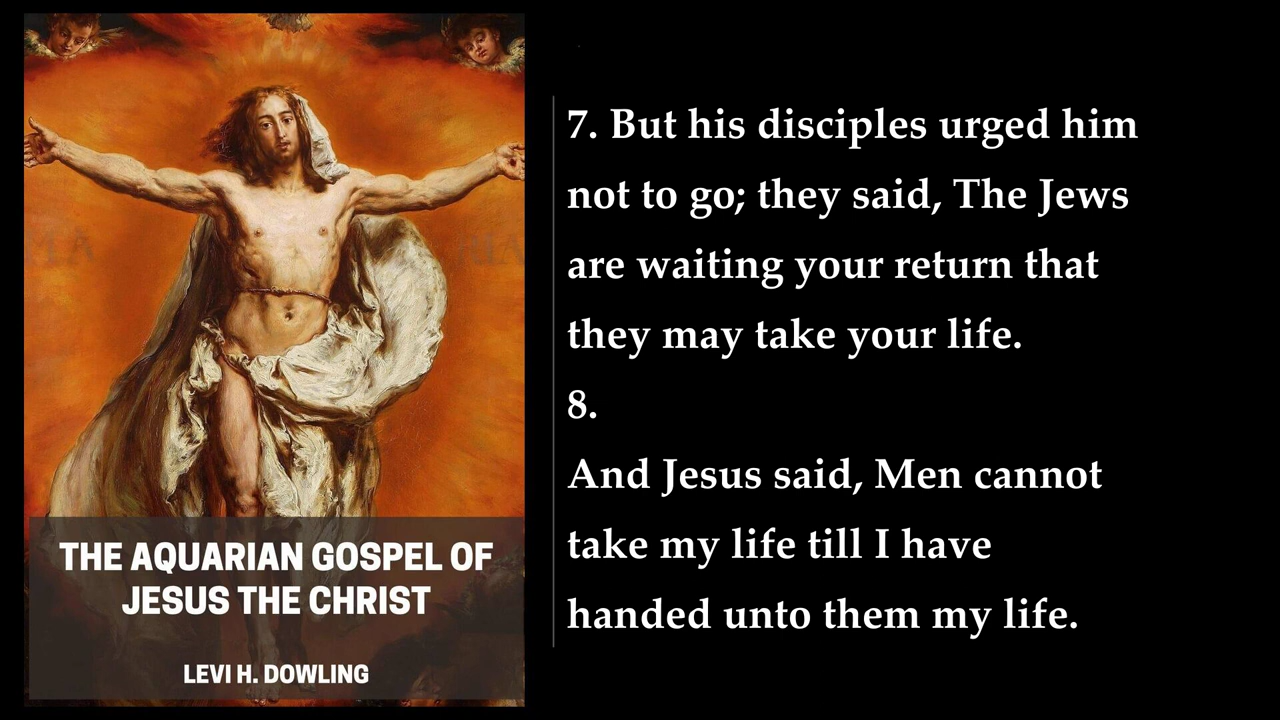 THE AQUARIAN GOSPEL OF
JESUS THE CHRIST
LEVI H. DOWLING
7. But his disciples urged him
not to go; they said, The Jews
are waiting your return that
they may take your life.
8.
And Jesus said, Men cannot
take my life till I have
handed unto them my life.